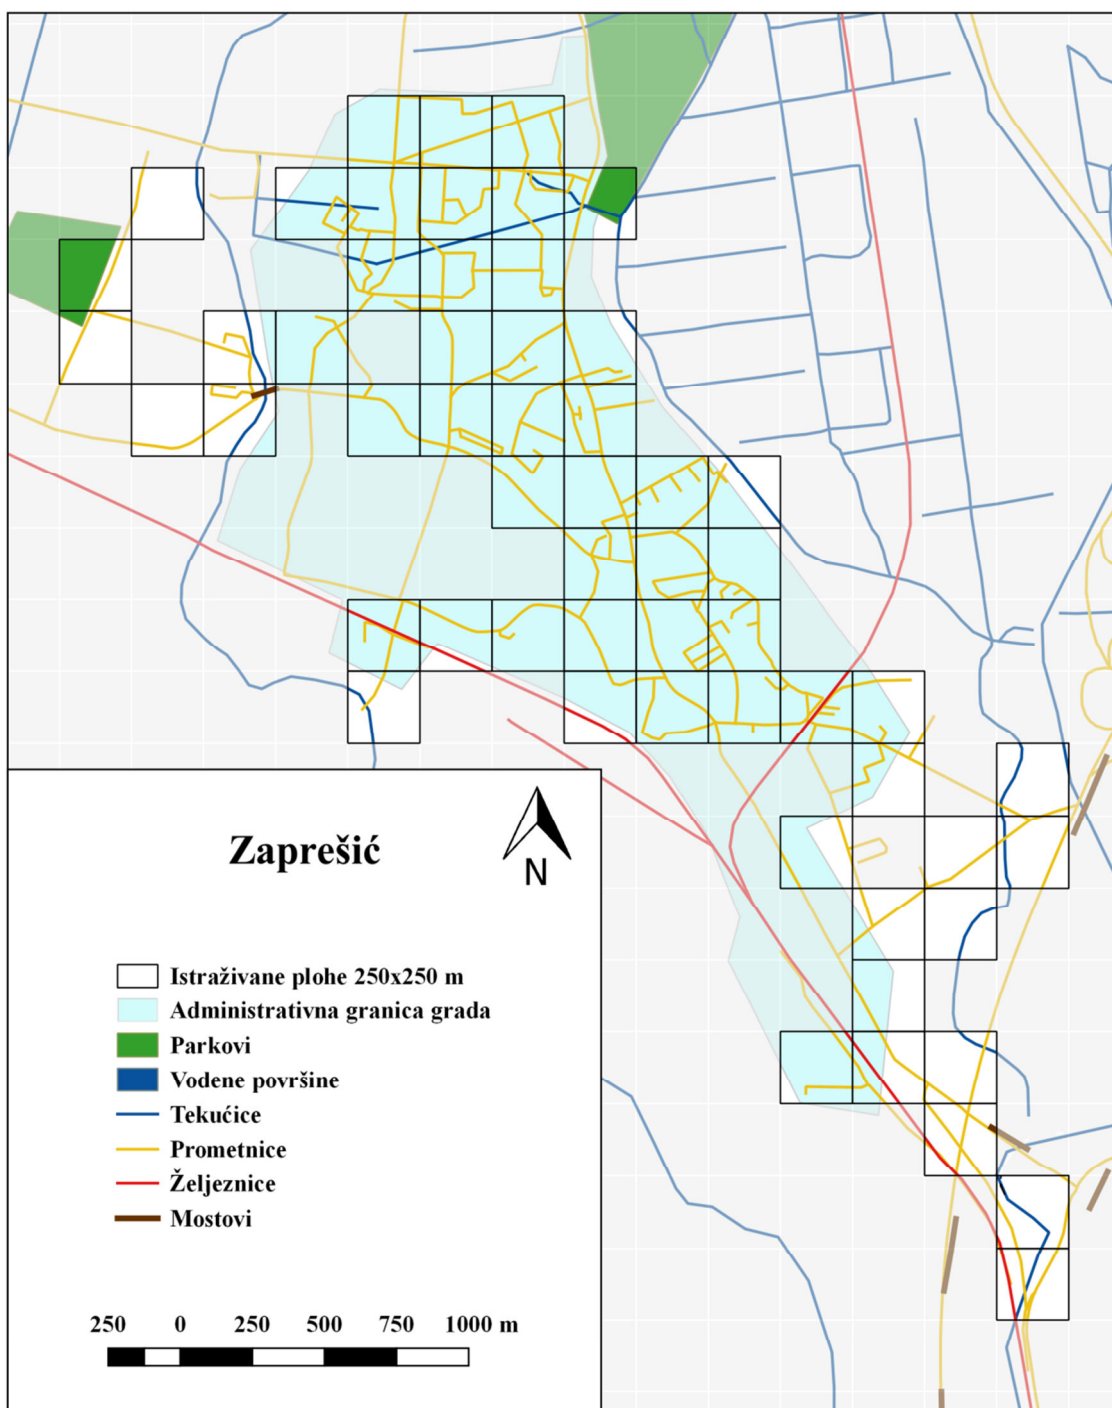 Zaprešić
N
Istraživane plohe 250x250 m
Administrativna granica grada
Parkovi
Vodene površine
Tekućice
Prometnice
Željeznice
Mostovi
250 0 250 500 750 1000 m